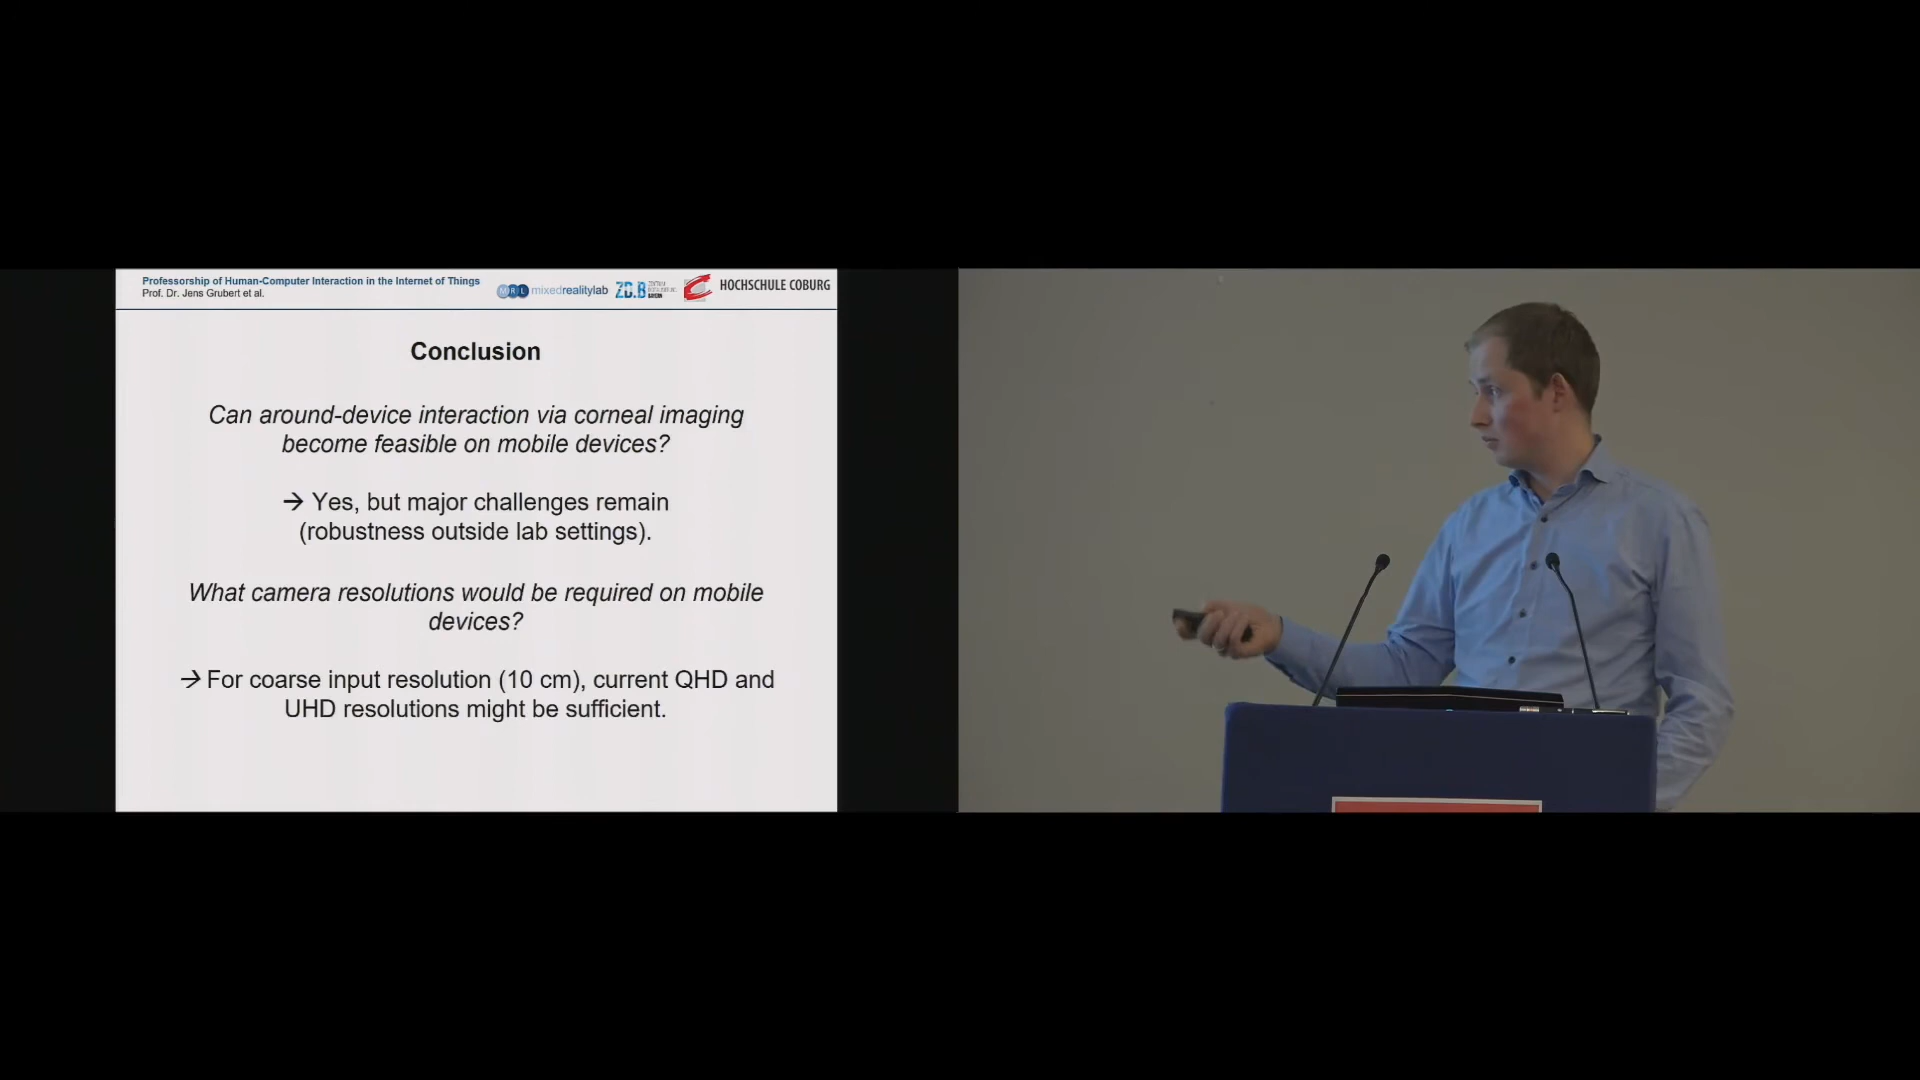 Professorship of Human-Computer Interaction in the Internet of Things
Prof. Dr. Jens Grubert et al.
MRL mixedrealitylab
ZD.B
HOCHSCHULE COBURG
Conclusion
Can around-device interaction via corneal imaging
become feasible on mobile devices?
→ Yes, but major challenges remain
(robustness outside lab settings).
What camera resolutions would be required on mobile
devices?
→ For coarse input resolution (10 cm), current QHD and
UHD resolutions might be sufficient.